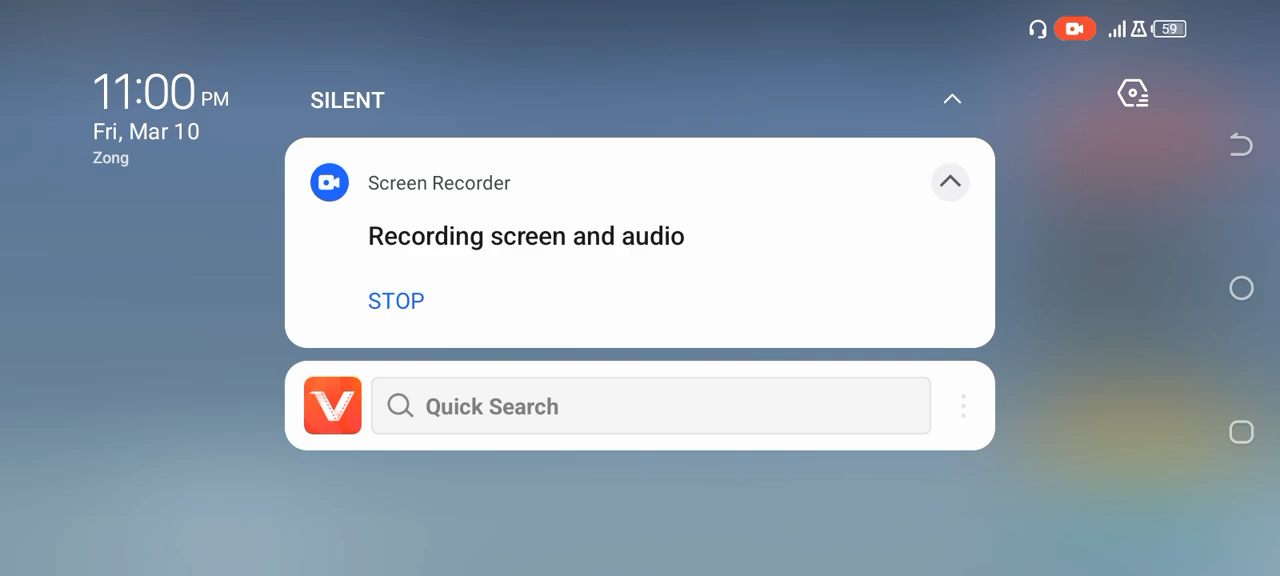 59
11:00 PM
Fri, Mar 10
Zong
SILENT
Screen Recorder
Recording screen and audio
STOP
Quick Search